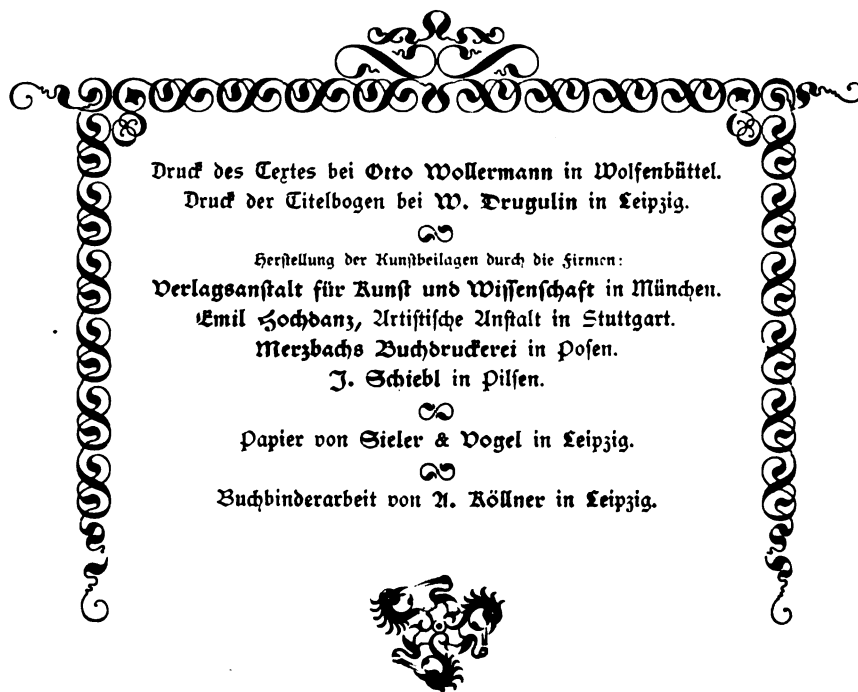 Druck des Textes bei Otto Wollermann in Wolfenbüttel.
Druck der Titelbogen bei W. Drugulin in Leipzig.
Herstellung der Kunstbeilagen durch die Firmen:
Verlagsanstalt für Kunst und Wissenschaft in München.
Emil Hochdanz, Artistische Anstalt in Stuttgart.
Merzbachs Buchdruckerei in Posen.
J. Schiebl in Pilsen.
Papier von Sieler & Vogel in Leipzig.
Buchbinderarbeit von A. Köllner in Leipzig.